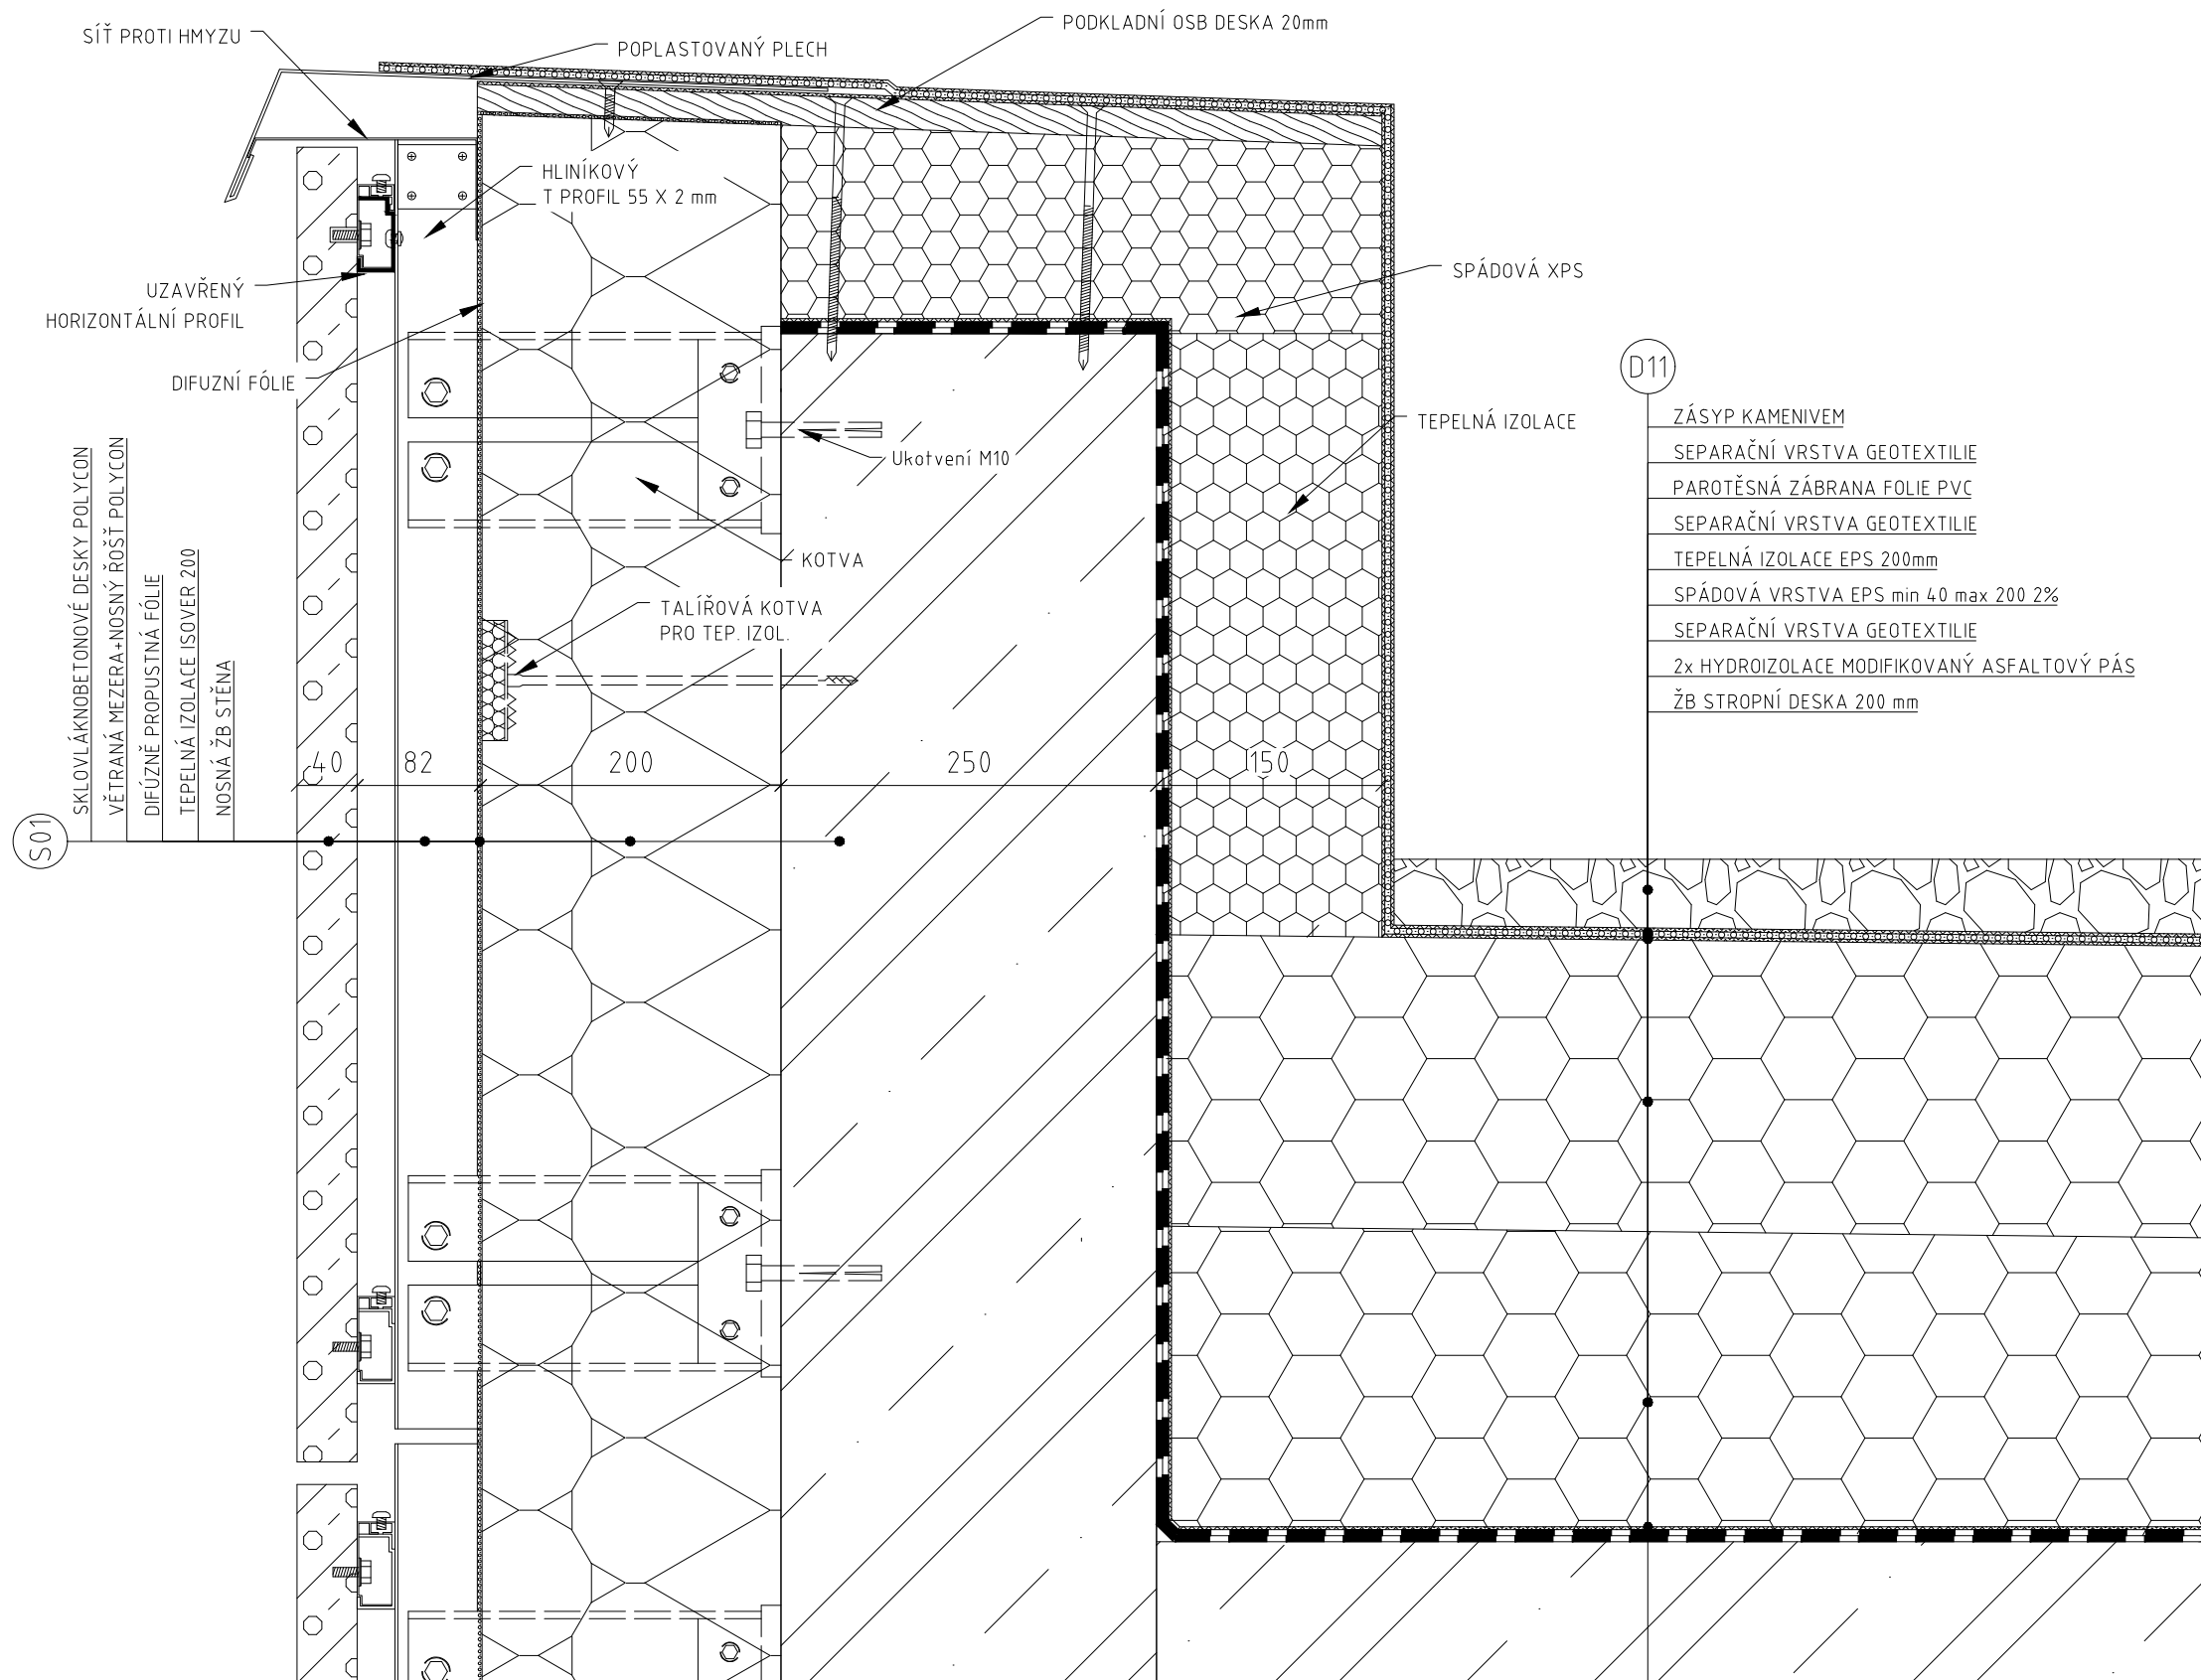 SÍŤ PROTI HMYZU
POPLASTOVANÝ PLECH
PODKLADNÍ OSB DESKA 20mm
HLINÍKOVÝ
T PROFIL 55 X 2 mm
UZAVŘENÝ
HORIZONTÁLNÍ PROFIL
SPÁDOVÁ XPS
DIFUZNÍ FÓLIE
TEPELNÁ IZOLACE
Ukotvení M10
KOTVA
TALÍŘOVÁ KOTVA
PRO TEP. IZOL.
D11
ZÁSYP KAMENIVEM
SEPARAČNÍ VRSTVA GEOTEXTILIE
PAROTĚSNÁ ZÁBRANA FOLIE PVC
SEPARAČNÍ VRSTVA GEOTEXTILIE
TEPELNÁ IZOLACE EPS 200mm
SPÁDOVÁ VRSTVA EPS min 40 max 200 2%
SEPARAČNÍ VRSTVA GEOTEXTILIE
2x HYDROIZOLACE MODIFIKOVANÝ ASFALTOVÝ PÁS
ŽB STROPNÍ DESKA 200 mm
S01
SKLOVLÁKNOBETONOVÉ DESKY POLYCON
VĚTRANÁ MEZERA+NOSNÝ ROŠT POLYCON
DIFUZNĚ PROPUSTNÁ FÓLIE
TEPELNÁ IZOLACE ISOVER 200
NOSNÁ ŽB STĚNA
40 82 200 250 150